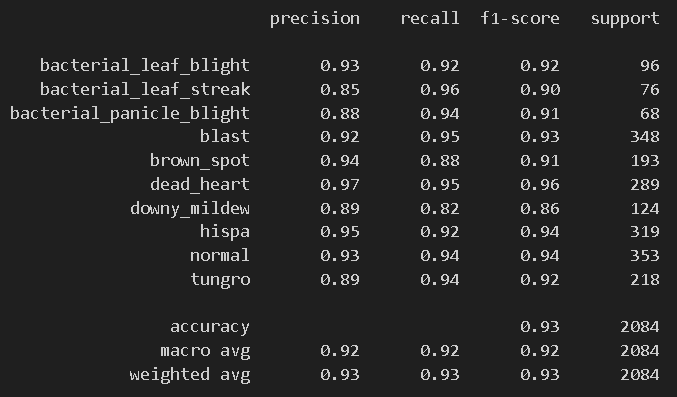 precision recall f1-score support
bacterial_leaf_blight 0.93 0.92 0.92 96
bacterial_leaf_streak 0.85 0.96 0.90 76
bacterial_panicle_blight 0.88 0.94 0.91 68
blast 0.92 0.95 0.93 348
brown_spot 0.94 0.88 0.91 193
dead_heart 0.97 0.95 0.96 289
downy_mildew 0.89 0.82 0.86 124
hispa 0.95 0.92 0.94 319
normal 0.93 0.94 0.94 353
tungro 0.89 0.94 0.92 218
accuracy 0.93 2084
macro avg 0.92 0.92 0.92 2084
weighted avg 0.93 0.93 0.93 2084